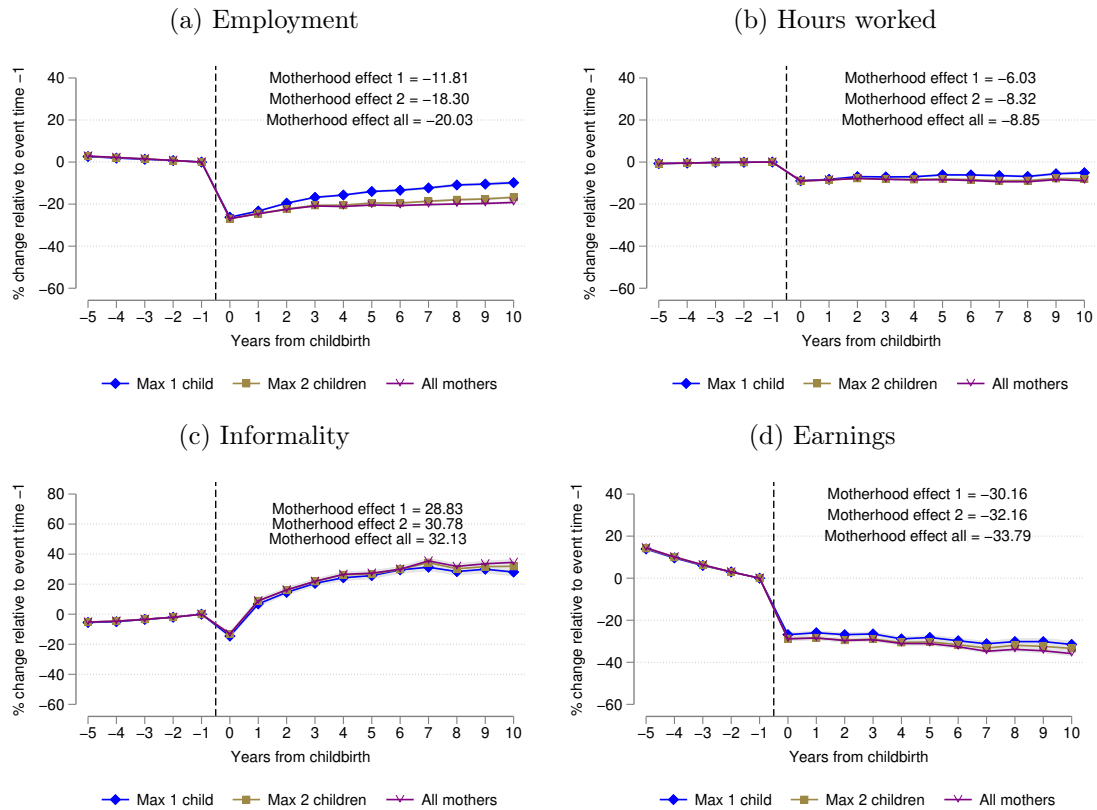 (a) Employment
% change relative to event time −1
40
20
0
−20
−40
−60
Motherhood effect 1 = −11.81
Motherhood effect 2 = −18.30
Motherhood effect all = −20.03
−5 −4 −3 −2 −1 0 1 2 3 4 5 6 7 8 9 10
Years from childbirth
Max 1 child Max 2 children All mothers
(b) Hours worked
% change relative to event time −1
40
20
0
−20
−40
−60
Motherhood effect 1 = −6.03
Motherhood effect 2 = −8.32
Motherhood effect all = −8.85
−5 −4 −3 −2 −1 0 1 2 3 4 5 6 7 8 9 10
Years from childbirth
Max 1 child Max 2 children All mothers
(c) Informality
% change relative to event time −1
80
60
40
20
0
−20
−40
−60
Motherhood effect 1 = 28.83
Motherhood effect 2 = 30.78
Motherhood effect all = 32.13
−5 −4 −3 −2 −1 0 1 2 3 4 5 6 7 8 9 10
Years from childbirth
Max 1 child Max 2 children All mothers
(d) Earnings
% change relative to event time −1
40
20
0
−20
−40
−60
Motherhood effect 1 = −30.16
Motherhood effect 2 = −32.16
Motherhood effect all = −33.79
−5 −4 −3 −2 −1 0 1 2 3 4 5 6 7 8 9 10
Years from childbirth
Max 1 child Max 2 children All mothers